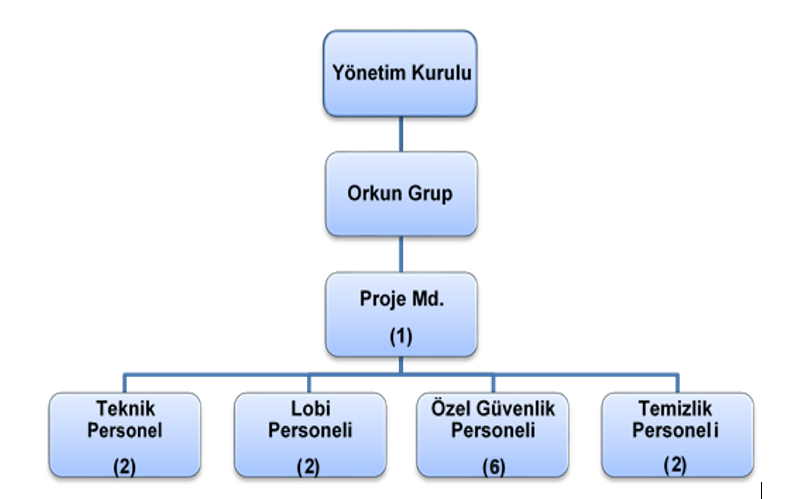 Yönetim Kurulu
Orkun Grup
Proje Md.
(1)
Teknik
Personel
(2)
Lobi
Personeli
(2)
Özel Güvenlik
Personeli
(6)
Temizlik
Personeli
(2)